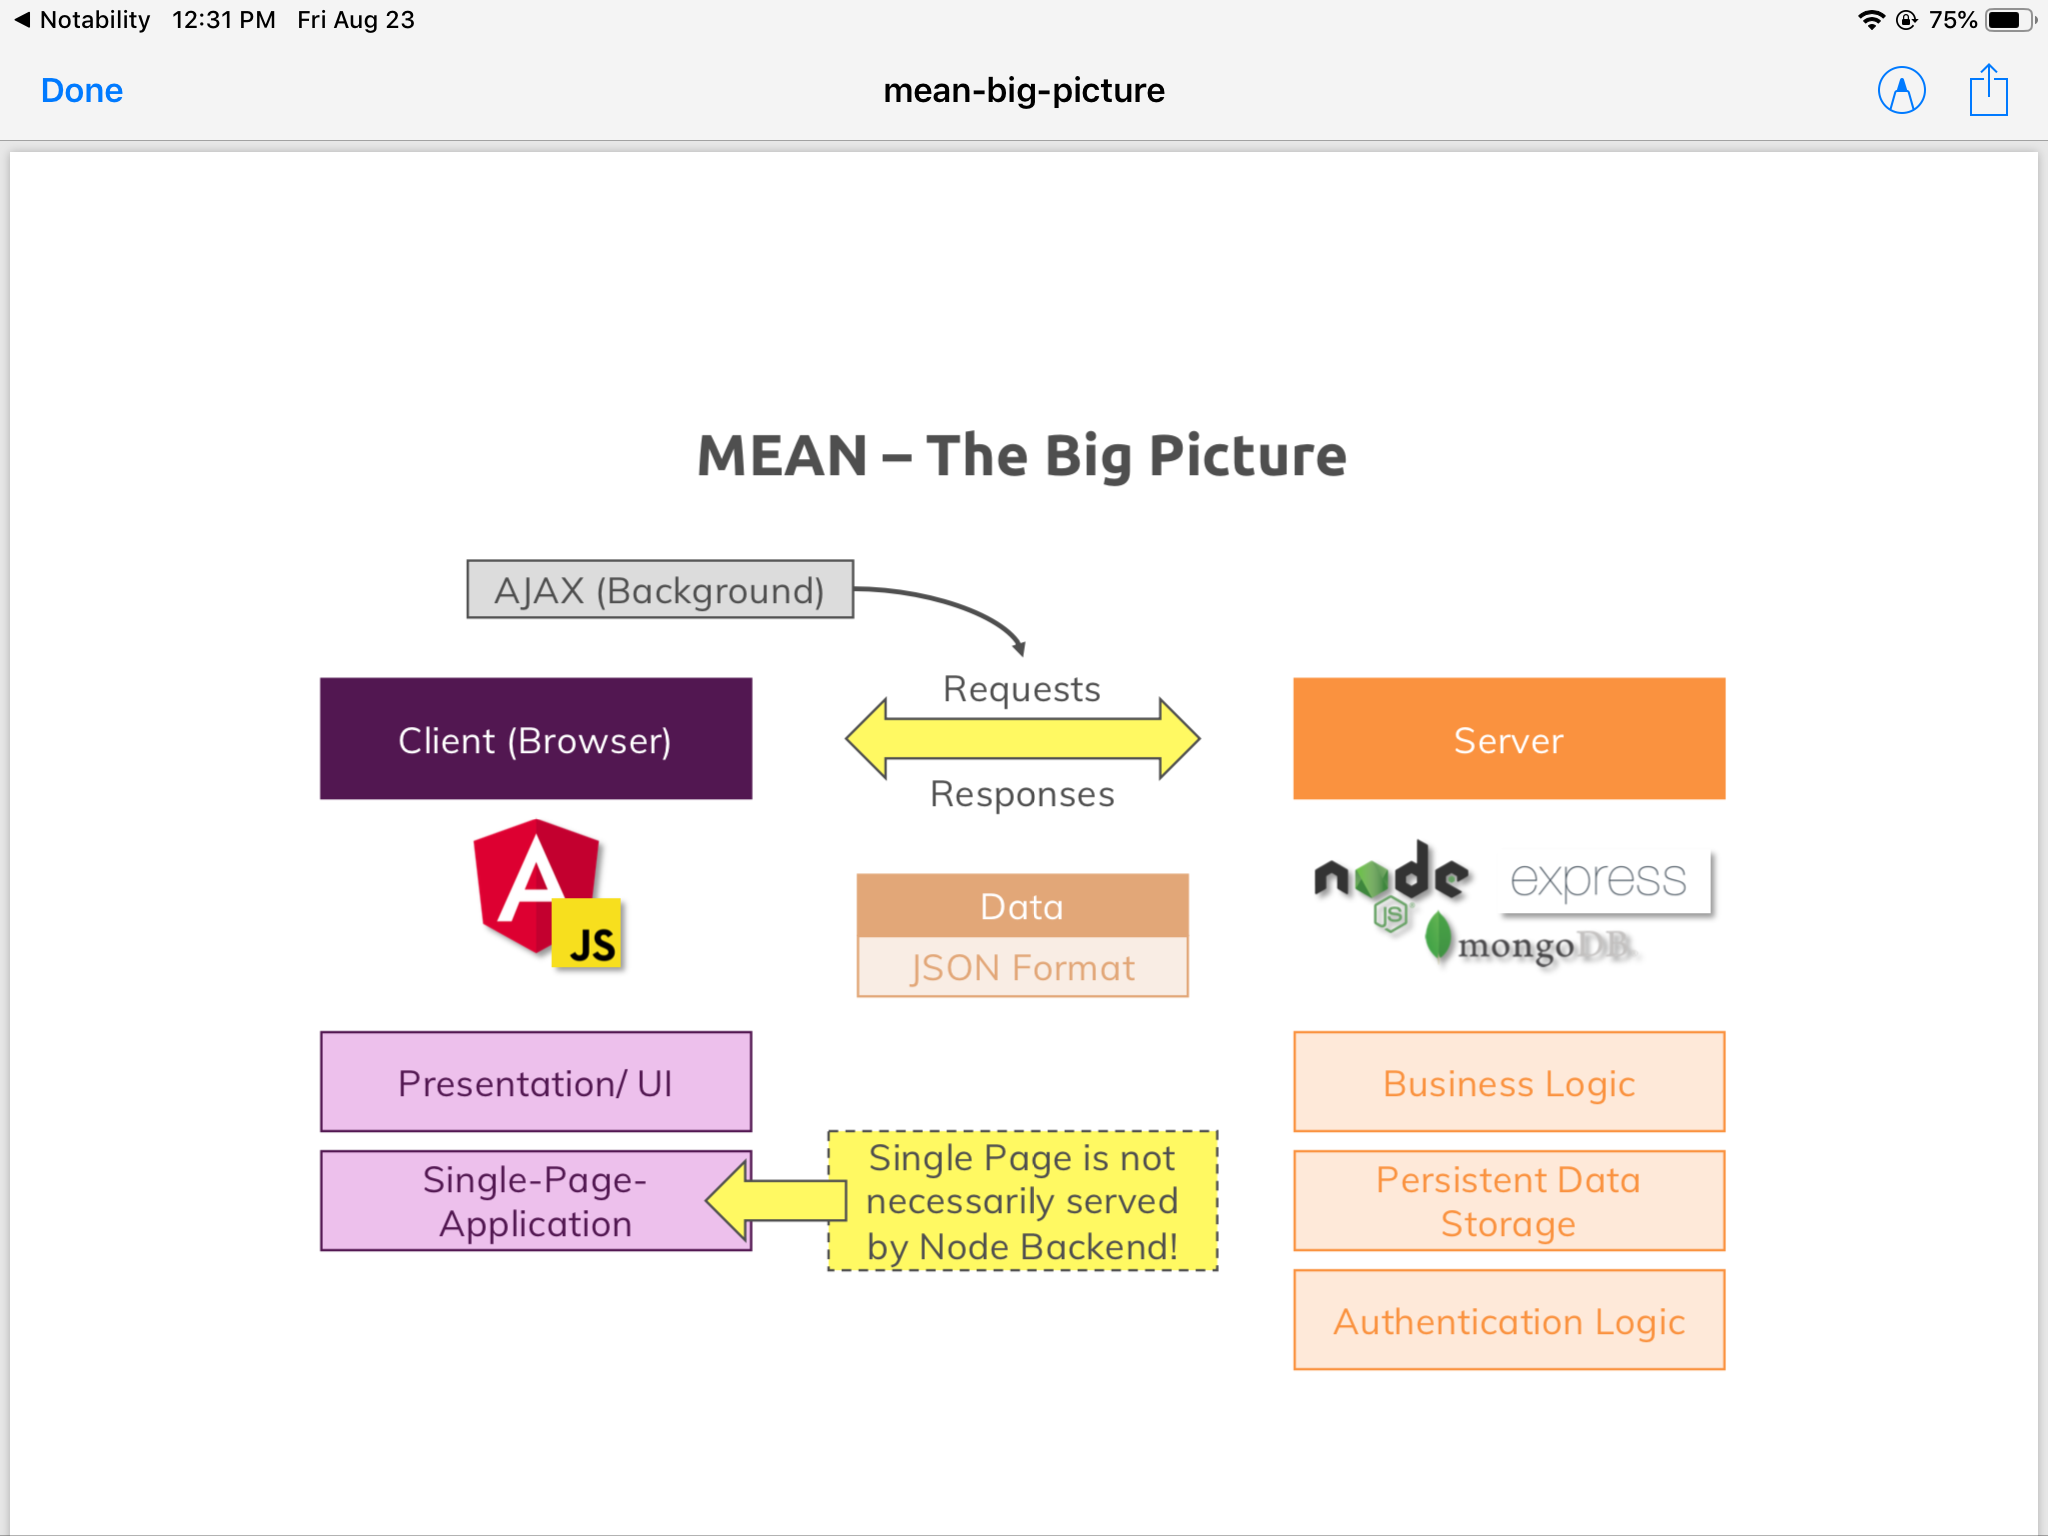 Notability 12:31 PM Fri Aug 23 75%
Done mean-big-picture
MEAN – The Big Picture
AJAX (Background)
Requests
Client (Browser)
Server
Responses
A
JS
node
JS
express
mongoDB
Data
JSON Format
Presentation/ UI
Business Logic
Single-Page-
Application
Single Page is not
necessarily served
by Node Backend!
Persistent Data
Storage
Authentication Logic